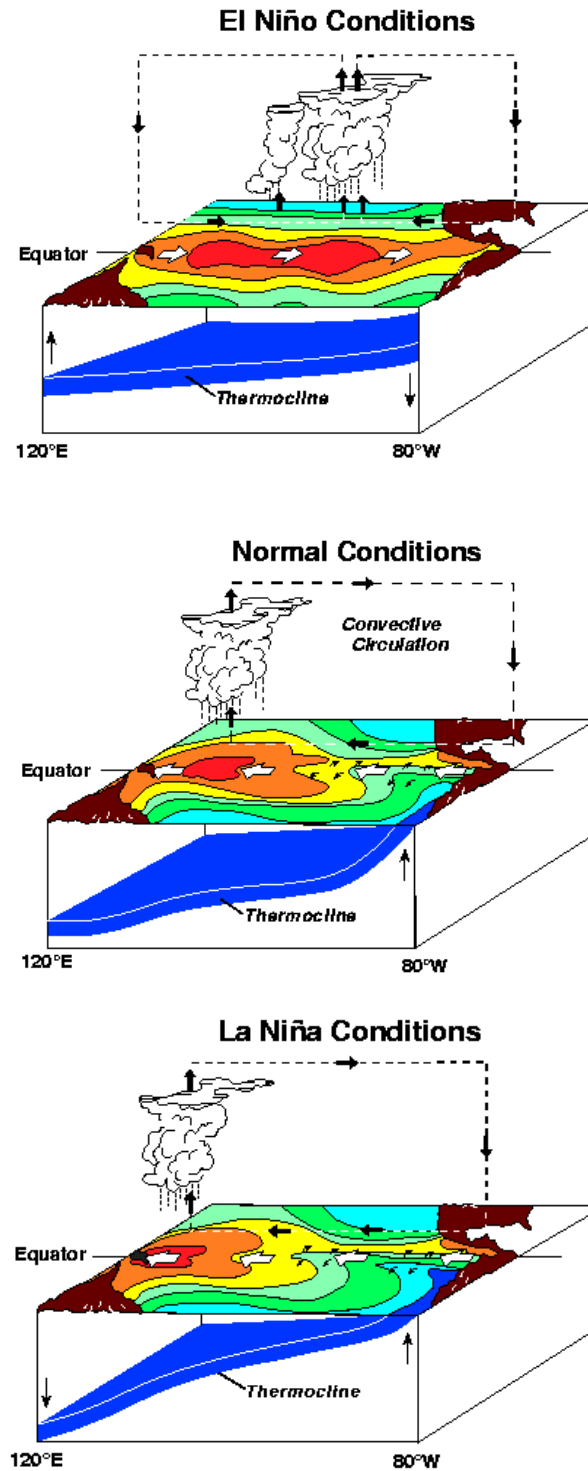 El Niño Conditions
Equator
Thermocline
120°E
80°W
Normal Conditions
Convective
Circulation
Equator
Thermocline
120°E
80°W
La Niña Conditions
Equator
Thermocline
120°E
80°W